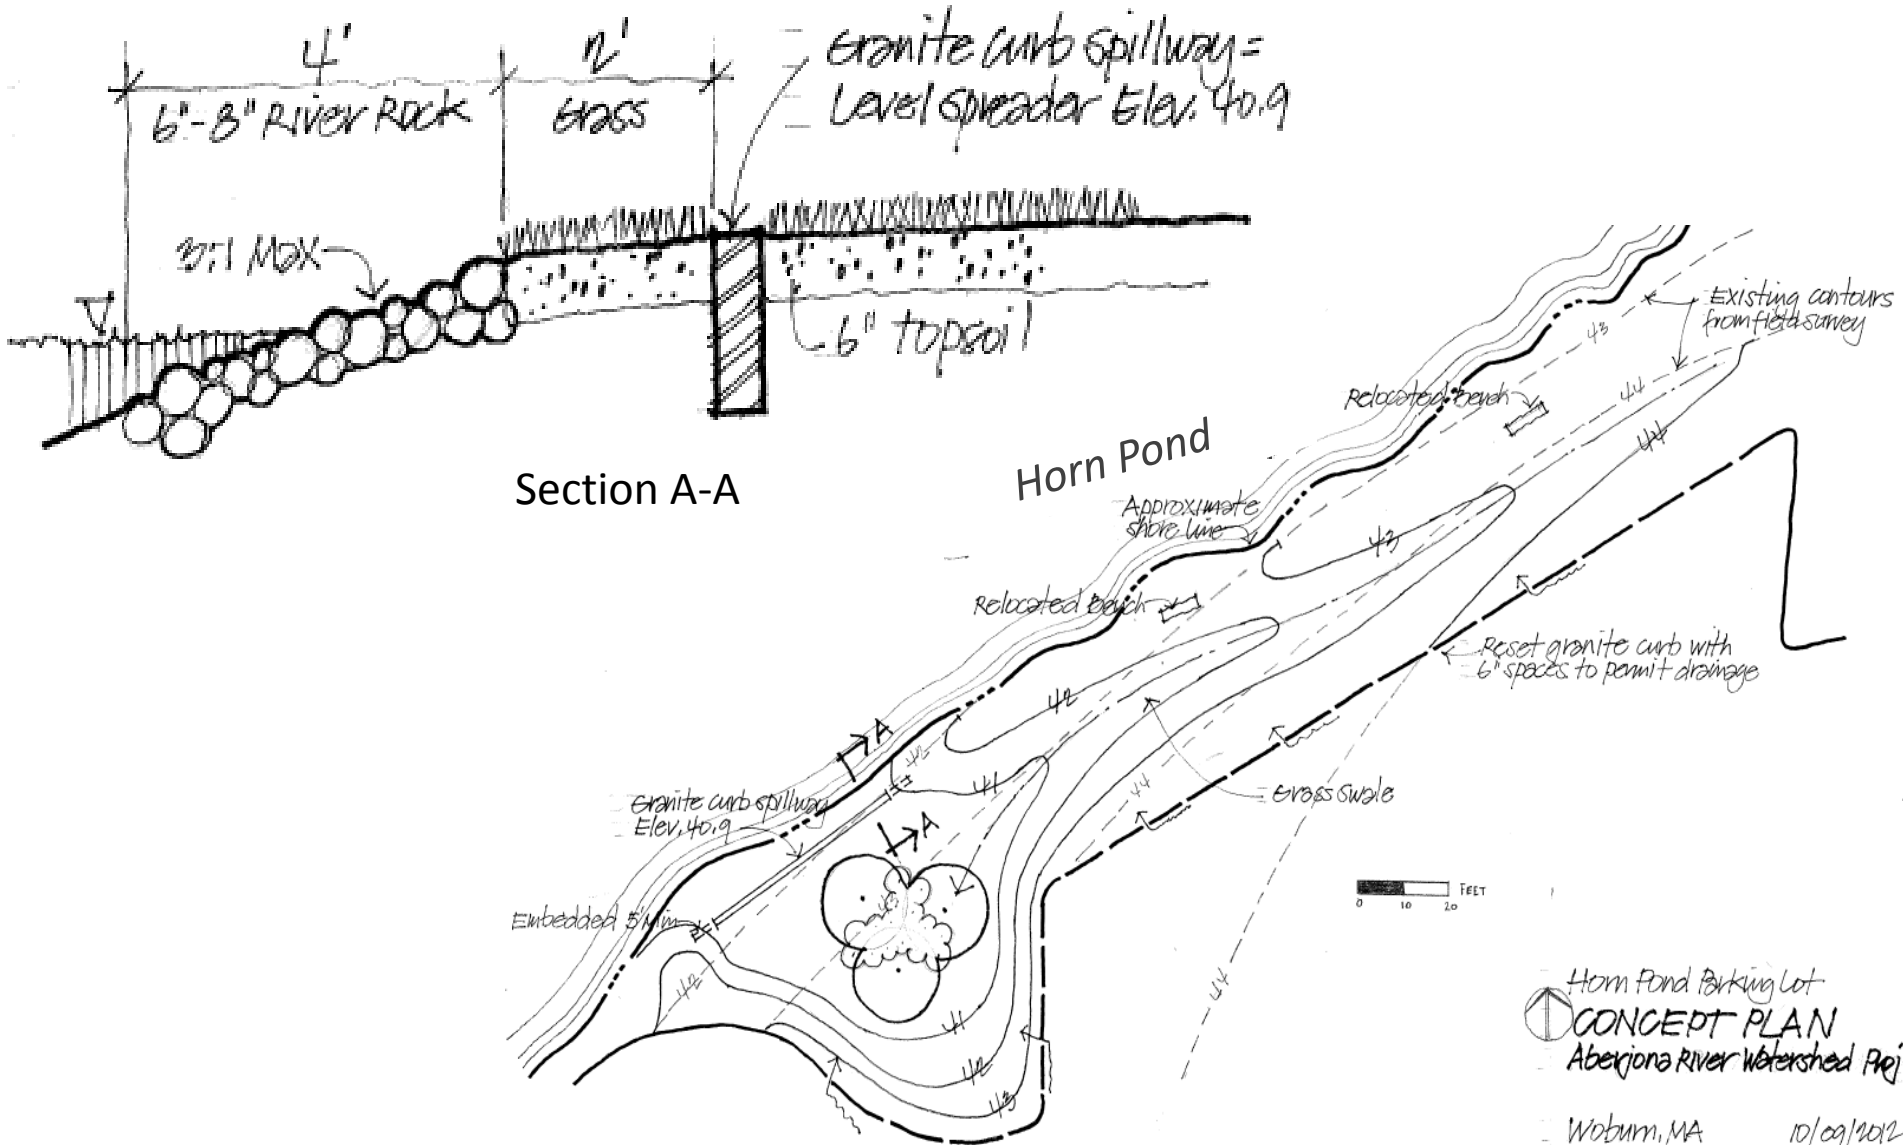 4'
2'
6"-8" River Rock
Grass
Granite curb spillway =
Level Spreader Elev. 40.9
3:1 Max
6" topsoil
Section A-A
Horn Pond
Existing contours
from field survey
43
Relocated bench
44
44
Approximate
shore line
43
Relocated Bench
Reset granite curb with
6" spaces to permit drainage
42
A
42
41
44
Grass swale
Granite curb spillway
Elev. 40.9
A
FEET
0 10 20
43
Embedded 3' Min
42
44
41
42
43
Horn Pond Parking Lot
CONCEPT PLAN
Aberjona River Watershed Proj
Woburn, MA 10/09/2012